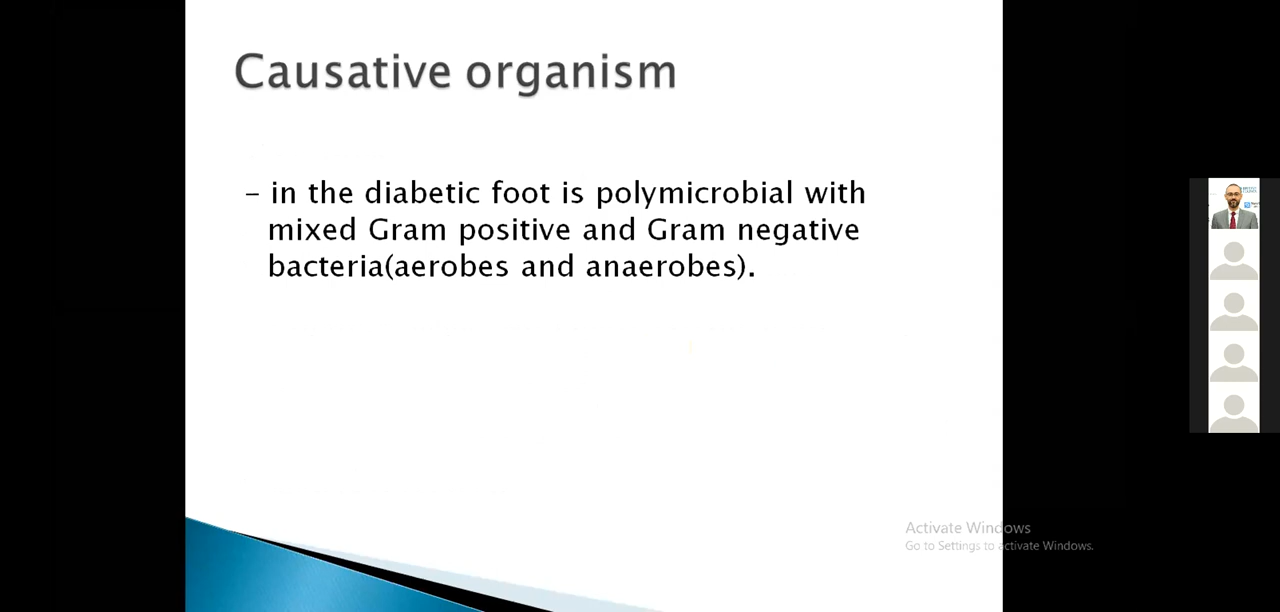 Causative organism
– in the diabetic foot is polymicrobial with
mixed Gram positive and Gram negative
bacteria(aerobes and anaerobes).
Activate Windows
Go to Settings to activate Windows.